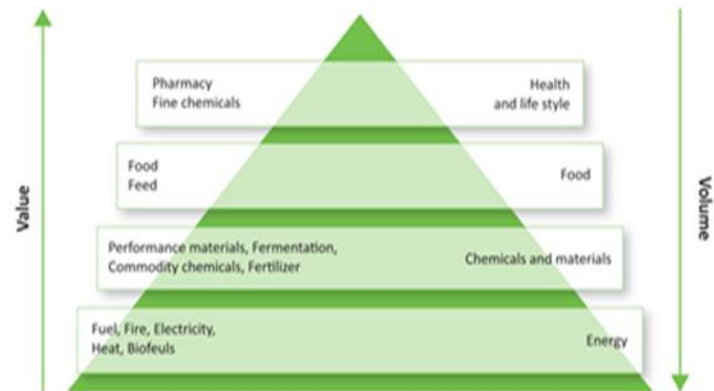 Pharmacy
Fine chemicals
Health
and life style
Food
Feed
Food
Value
Volume
Performance materials, Fermentation,
Commodity chemicals, Fertilizer
Chemicals and materials
Fuel, Fire, Electricity,
Heat, Biofeuls
Energy